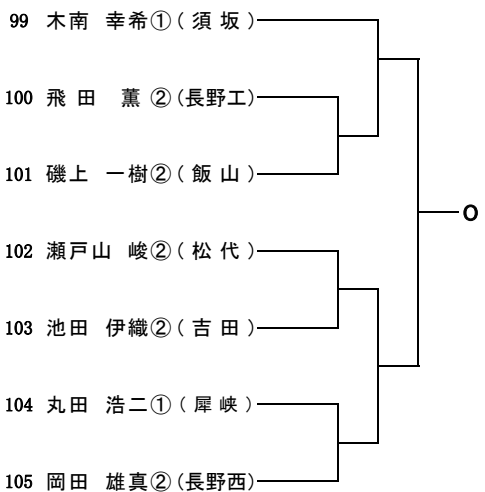 99 木南 幸希①( 須 坂 )
100 飛 田 薫 ②(長野工)
101 磯上 一樹②( 飯 山 )
O
102 瀬戸山 峻②( 松 代 )
103 池田 伊織②( 吉 田 )
104 丸田 浩二①( 犀 峡 )
105 岡田 雄真②(長野西)